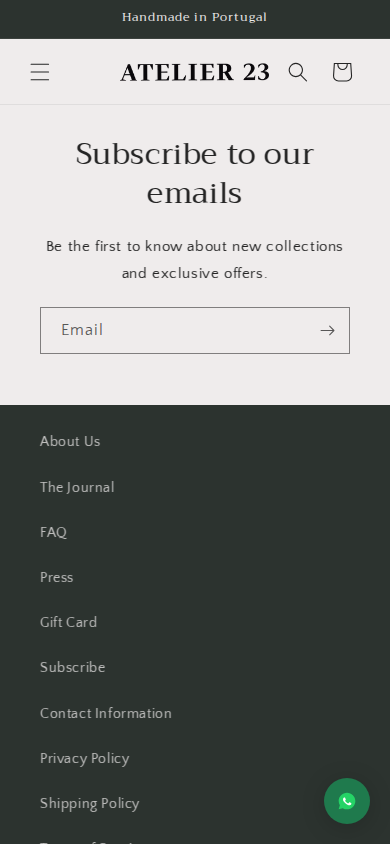 Handmade in Portugal
ATELIER 23
Subscribe to our
emails
Be the first to know about new collections
and exclusive offers.
Email
About Us
The Journal
FAQ
Press
Gift Card
Subscribe
Contact Information
Privacy Policy
Shipping Policy